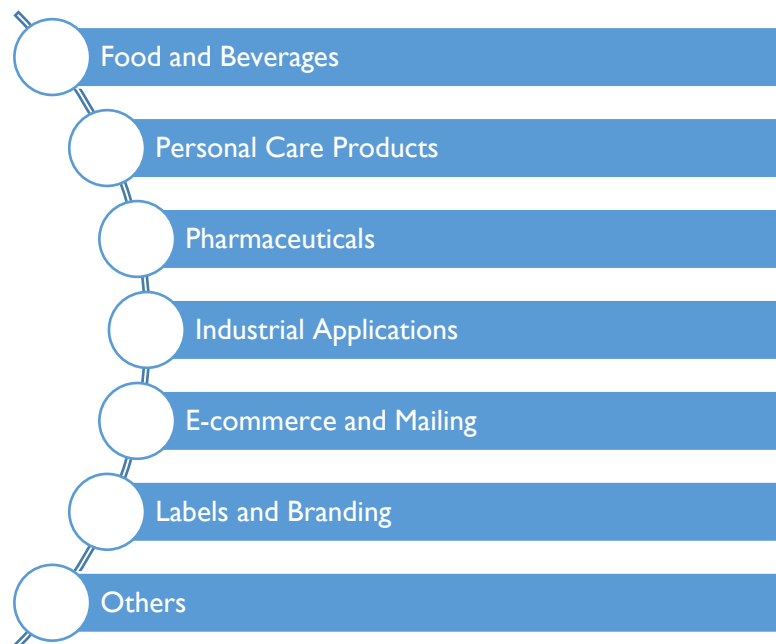 Food and Beverages
Personal Care Products
Pharmaceuticals
Industrial Applications
E-commerce and Mailing
Labels and Branding
Others